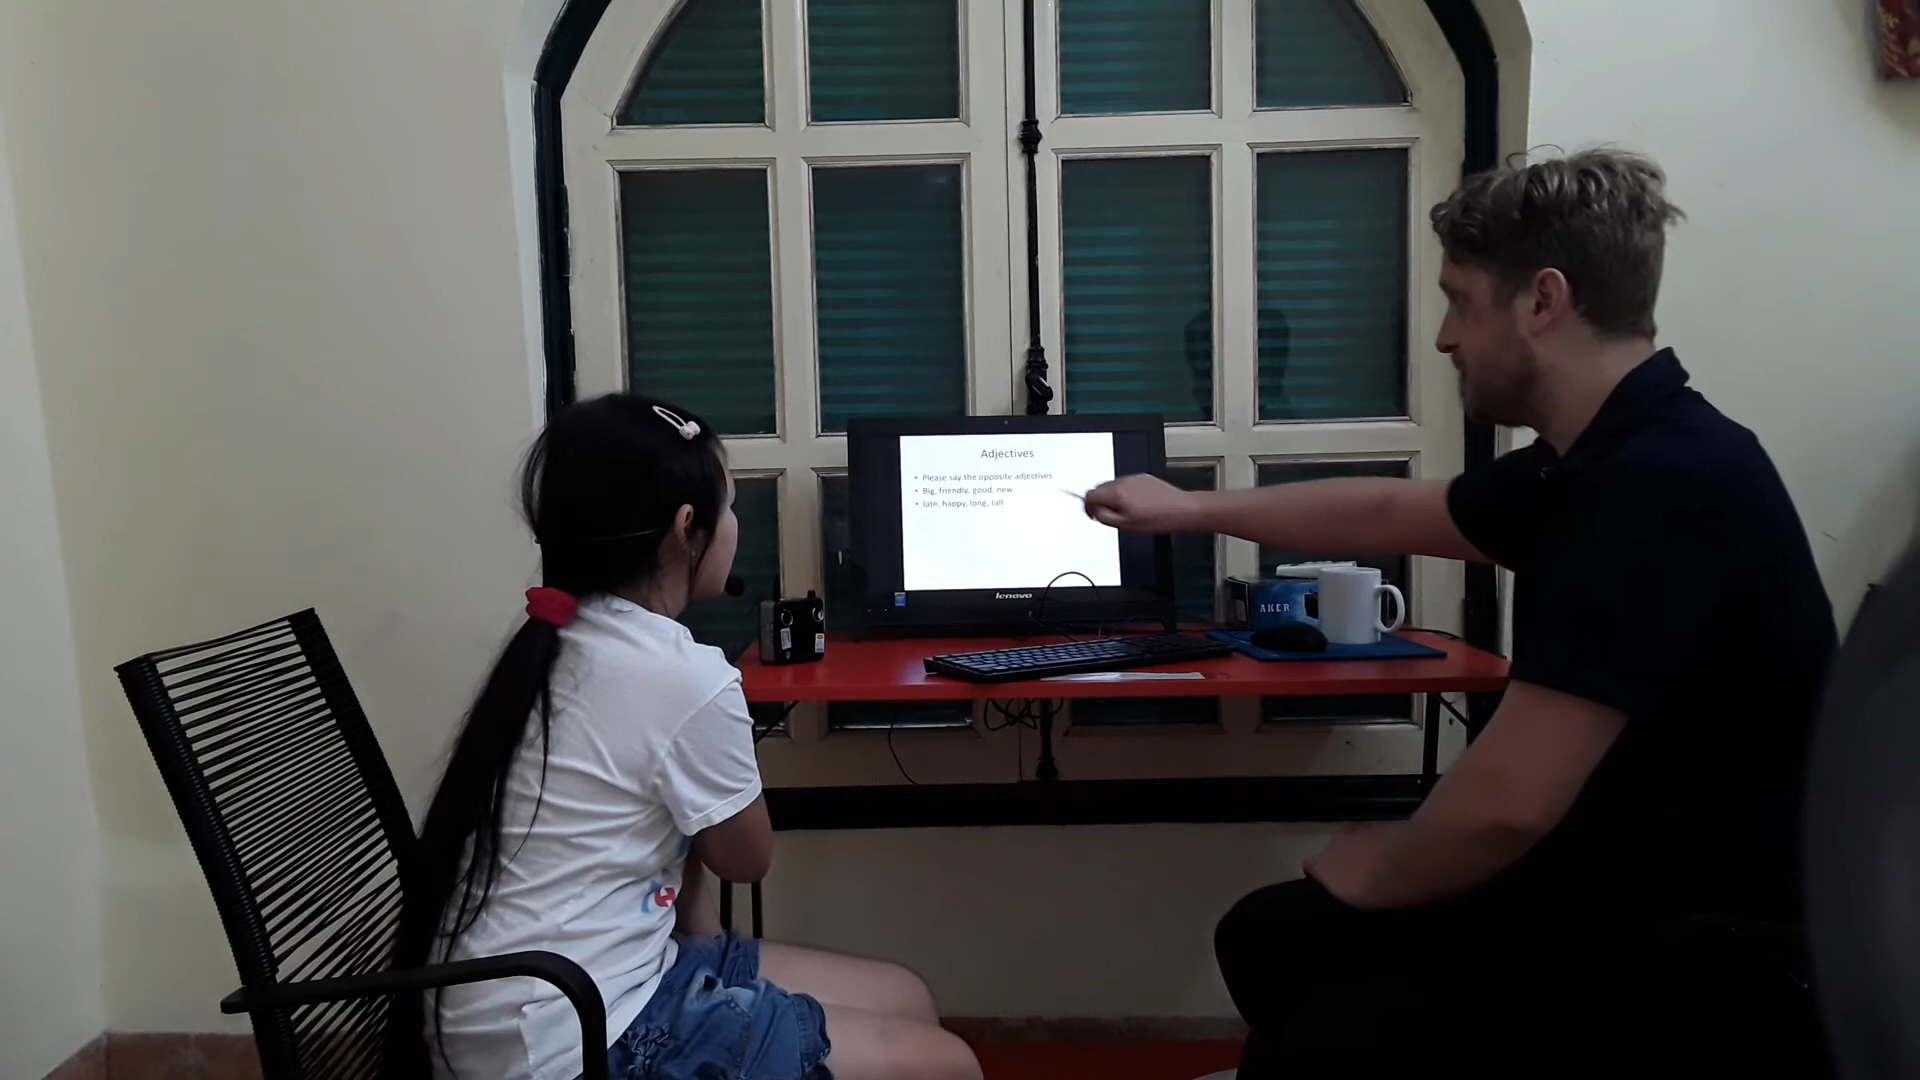 Adjectives
• Please say the opposite adjectives
• Big, friendly, good, new
• late, happy, long, tall
lenovo
AKER